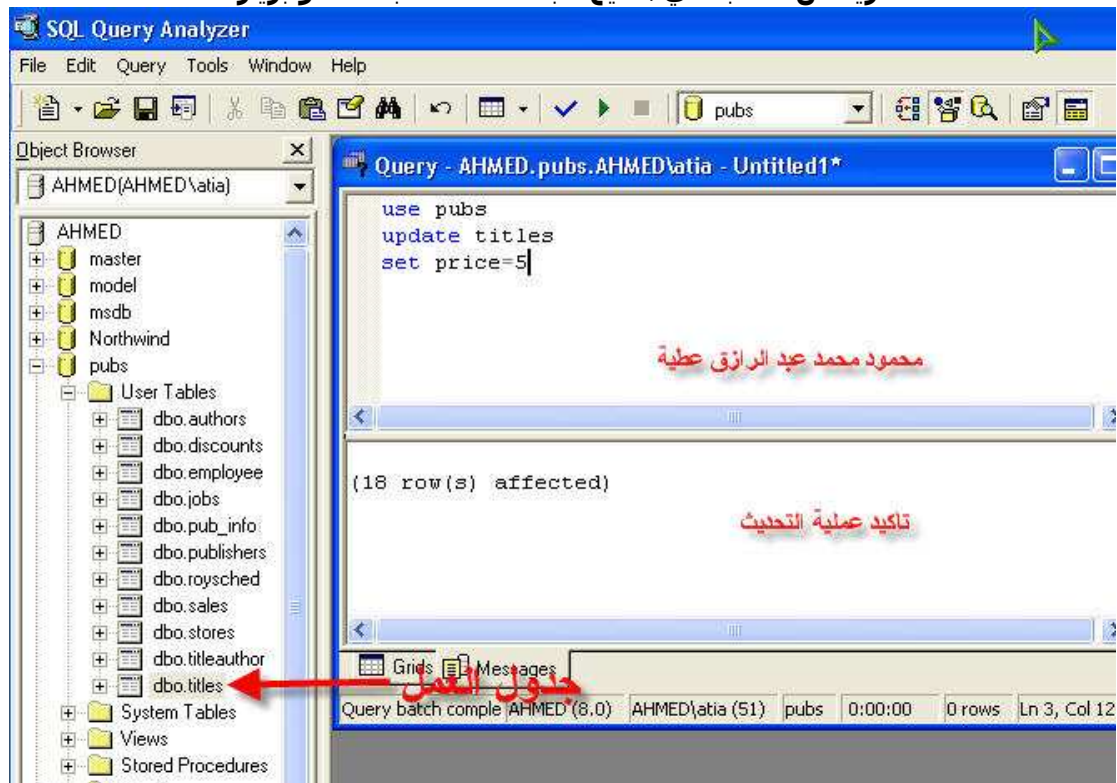 SQL Query Analyzer
File Edit Query Tools Window Help
pubs
Object Browser
AHMED(AHMED\atia)
AHMED
master
model
msdb
Northwind
pubs
User Tables
dbo.authors
dbo.discounts
dbo.employee
dbo.jobs
dbo.pub_info
dbo.publishers
dbo.roysched
dbo.sales
dbo.stores
dbo.titleauthor
dbo.titles
System Tables
Views
Stored Procedures
Query - AHMED.pubs.AHMED\atia - Untitled1*
use pubs
update titles
set price=5
محمود محمد عبد الرازق عطية
(18 row(s) affected)
تاكيد عملية التحديث
Grids Messages
جدول العمل
Query batch comple AHMED (8.0) AHMED\atia (51) pubs 0:00:00 0 rows Ln 3, Col 12